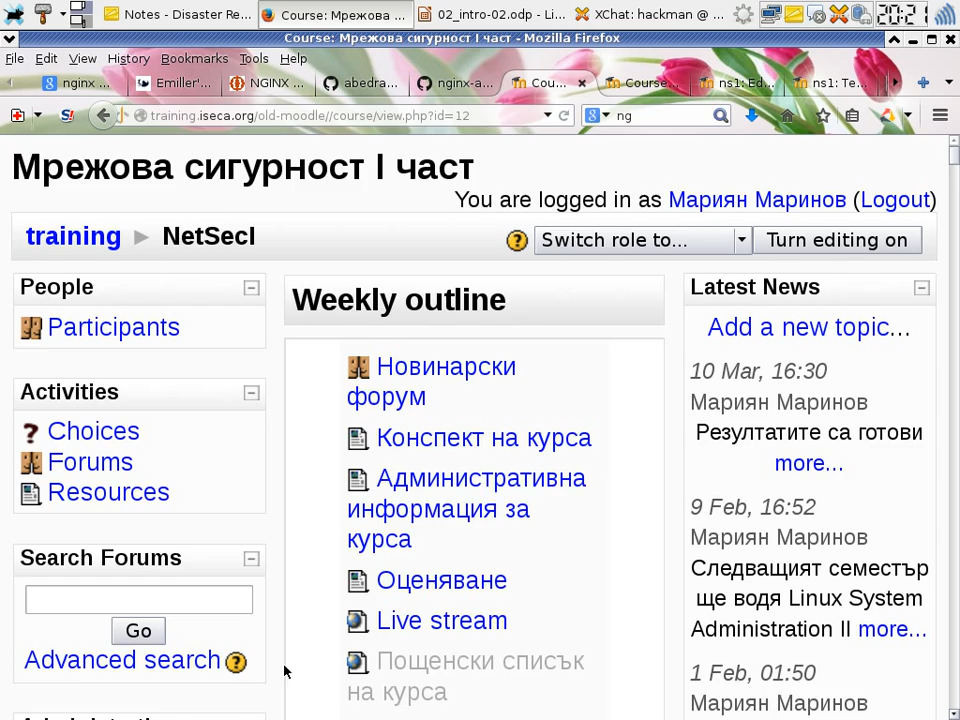 Notes - Disaster Re...
Course: Мрежова ...
02_intro-02.odp - Li...
XChat: hackman @ ...
20:21
Course: Мрежова сигурност I част - Mozilla Firefox
File Edit View History Bookmarks Tools Help
nginx ...
Emiller'...
NGINX ...
abedra...
nginx-a...
Cou...
Course...
ns1: Ed...
ns1: Te...
training.iseca.org/old-moodle//course/view.php?id=12
ng
Мрежова сигурност I част
You are logged in as Мариян Маринов (Logout)
training ► NetSecI
Switch role to...
Turn editing on
People
Participants
Activities
Choices
Forums
Resources
Search Forums
Go
Advanced search
Weekly outline
Новинарски
форум
Конспект на курса
Административна
информация за
курса
Оценяване
Live stream
Пощенски списък
на курса
Latest News
Add a new topic...
10 Mar, 16:30
Мариян Маринов
Резултатите са готови
more...
9 Feb, 16:52
Мариян Маринов
Следващият семестър
ще водя Linux System
Administration II more...
1 Feb, 01:50
Мариян Маринов